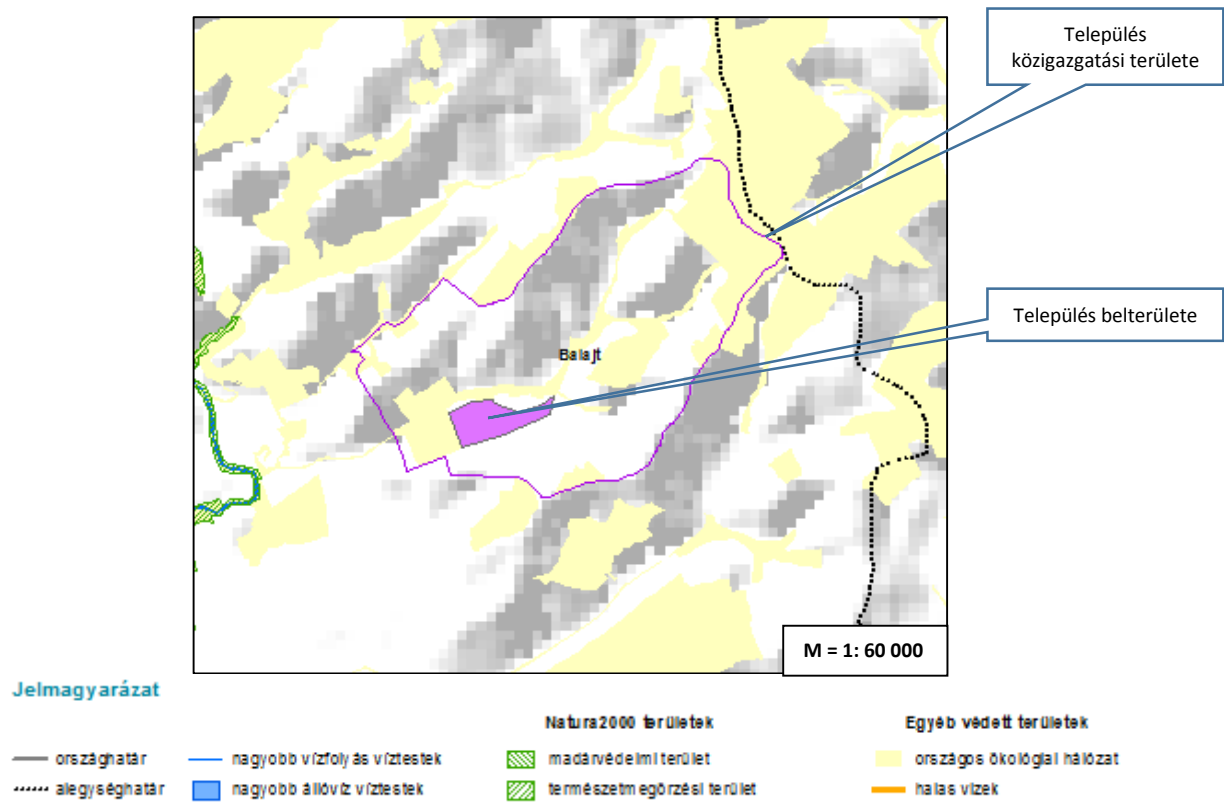 Település
közigazgatási területe
Település belterülete
Balajt
M = 1: 60 000
Jelmagyarázat
Natura2000 területek
Egyéb védett területek
országhatár
nagyobb vízfolyás víztestek
madárvédelmi terület
országos ökológiai hálózat
alegységhatár
nagyobb állóvíz víztestek
természetmegőrzési terület
halas vizek